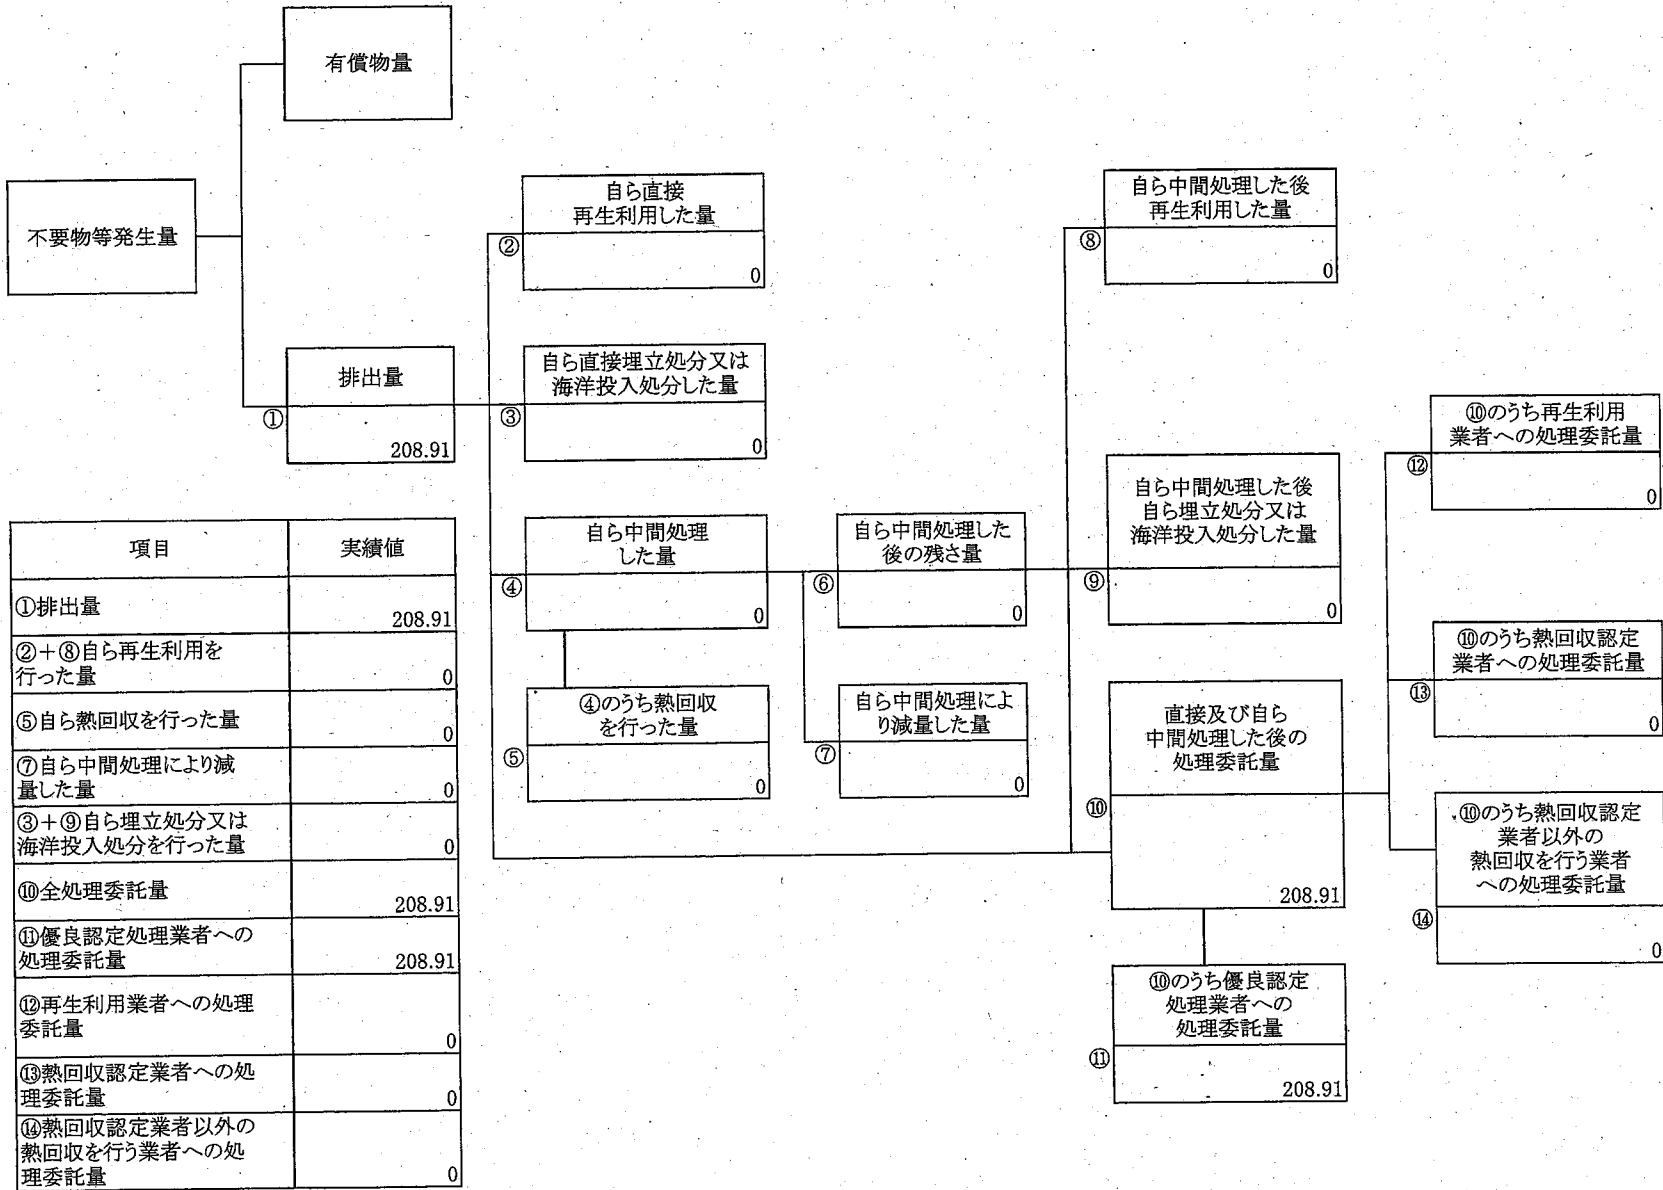 有償物量
不要物等発生量
自ら直接
再生利用した量
②
0
自ら中間処理した後
再生利用した量
⑧
0
排出量
①
208.91
自ら直接埋立処分又は
海洋投入処分した量
③
0
⑩のうち再生利用
業者への処理委託量
⑫
0
自ら中間処理
した量
④
0
自ら中間処理した
後の残さ量
⑥
0
自ら中間処理した後
自ら埋立処分又は
海洋投入処分した量
⑨
0
⑩のうち熱回収認定
業者への処理委託量
⑬
0
④のうち熱回収
を行った量
⑤
0
自ら中間処理によ
り減量した量
⑦
0
直接及び自ら
中間処理した後の
処理委託量
⑩
208.91
⑩のうち熱回収認定
業者以外の
熱回収を行う業者
への処理委託量
⑭
0
⑩のうち優良認定
処理業者への
処理委託量
⑪
208.91
項目
実績値
①排出量
208.91
②+⑧自ら再生利用を
行った量
0
⑤自ら熱回収を行った量
0
⑦自ら中間処理により減
量した量
0
③+⑨自ら埋立処分又は
海洋投入処分を行った量
0
⑩全処理委託量
208.91
⑪優良認定処理業者への
処理委託量
208.91
⑫再生利用業者への処理
委託量
0
⑬熱回収認定業者への処
理委託量
0
⑭熱回収認定業者以外の
熱回収を行う業者への処
理委託量
0